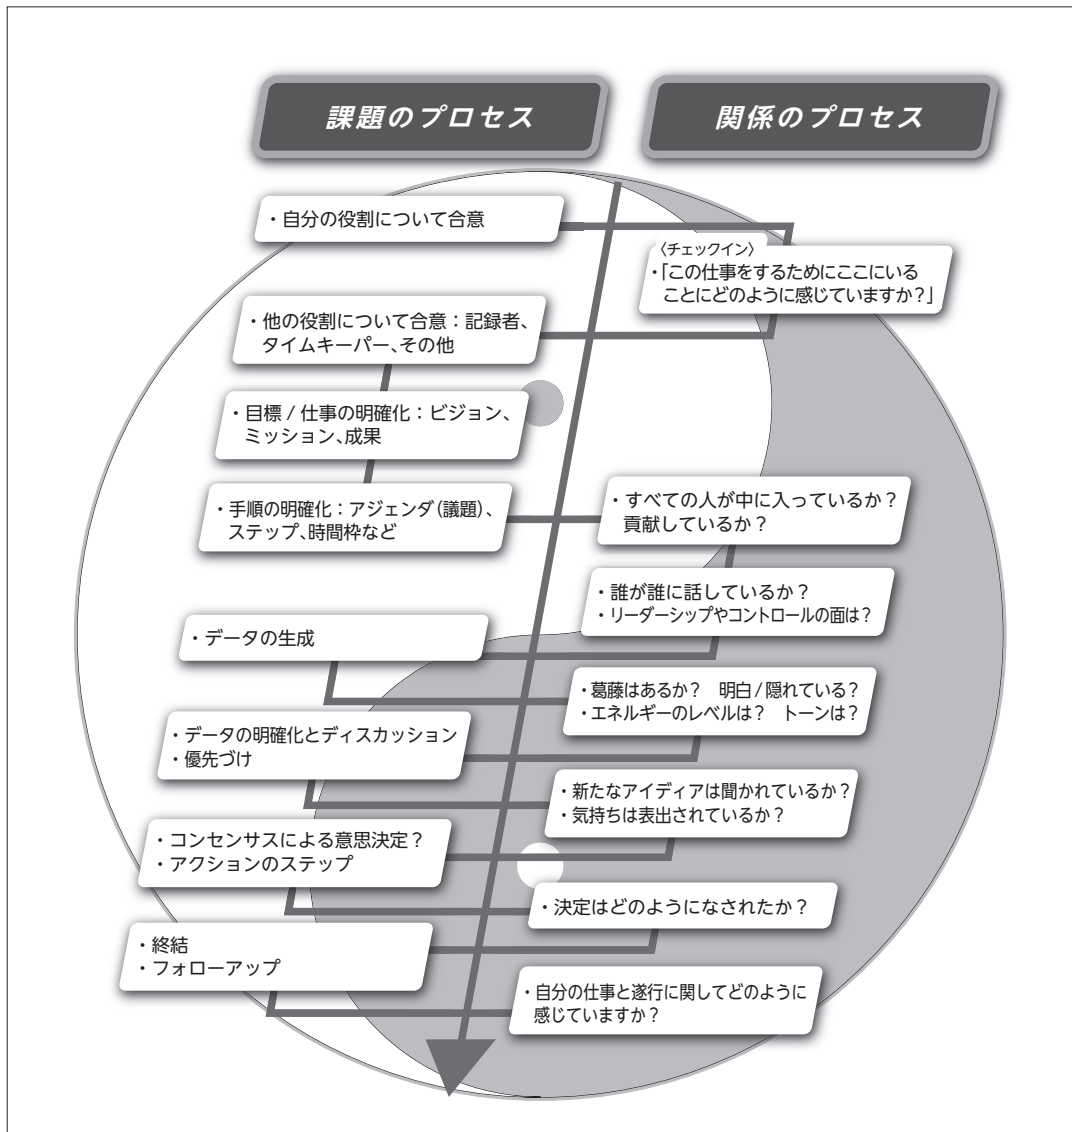 課題のプロセス
関係のプロセス
・自分の役割について合意
〈チェックイン〉
・「この仕事をするためにここにいる
ことにどのように感じていますか？」
・他の役割について合意：記録者、
タイムキーパー、その他
・目標 / 仕事の明確化：ビジョン、
ミッション、成果
・手順の明確化：アジェンダ（議題）、
ステップ、時間枠など
・すべての人が中に入っているか？
貢献しているか？
・誰が誰に話しているか？
・リーダーシップやコントロールの面は？
・データの生成
・葛藤はあるか？　明白 / 隠れている？
・エネルギーのレベルは？　トーンは？
・データの明確化とディスカッション
・優先づけ
・新たなアイディアは聞かれているか？
・気持ちは表出されているか？
・コンセンサスによる意思決定？
・アクションのステップ
・決定はどのようになされたか？
・終結
・フォローアップ
・自分の仕事と遂行に関してどのように
感じていますか？